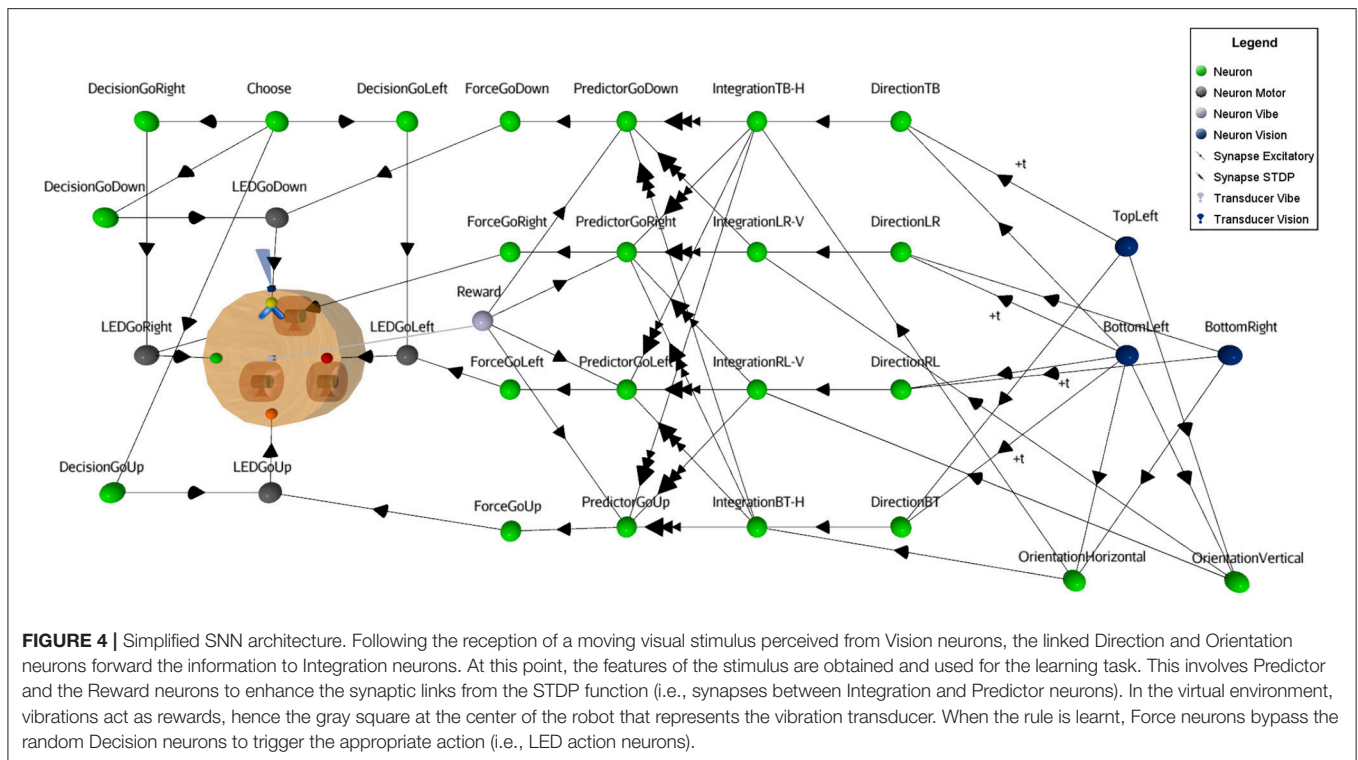 Legend
Neuron
Neuron Motor
Neuron Vibe
Neuron Vision
Synapse Excitatory
Synapse STDP
Transducer Vibe
Transducer Vision
DecisionGoRight
Choose
DecisionGoLeft
ForceGoDown
PredictorGoDown
IntegrationTB-H
DirectionTB
+t
DecisionGoDown
LEDGoDown
TopLeft
ForceGoRight
PredictorGoRight
IntegrationLR-V
DirectionLR
Reward
+t
LEDGoRight
LEDGoLeft
BottomLeft
BottomRight
ForceGoLeft
PredictorGoLeft
IntegrationRL-V
DirectionRL
+t
+t
DecisionGoUp
LEDGoUp
ForceGoUp
PredictorGoUp
IntegrationBT-H
DirectionBT
OrientationHorizontal
OrientationVertical
FIGURE 4 | Simplified SNN architecture. Following the reception of a moving visual stimulus perceived from Vision neurons, the linked Direction and Orientation
neurons forward the information to Integration neurons. At this point, the features of the stimulus are obtained and used for the learning task. This involves Predictor
and the Reward neurons to enhance the synaptic links from the STDP function (i.e., synapses between Integration and Predictor neurons). In the virtual environment,
vibrations act as rewards, hence the gray square at the center of the robot that represents the vibration transducer. When the rule is learnt, Force neurons bypass the
random Decision neurons to trigger the appropriate action (i.e., LED action neurons).